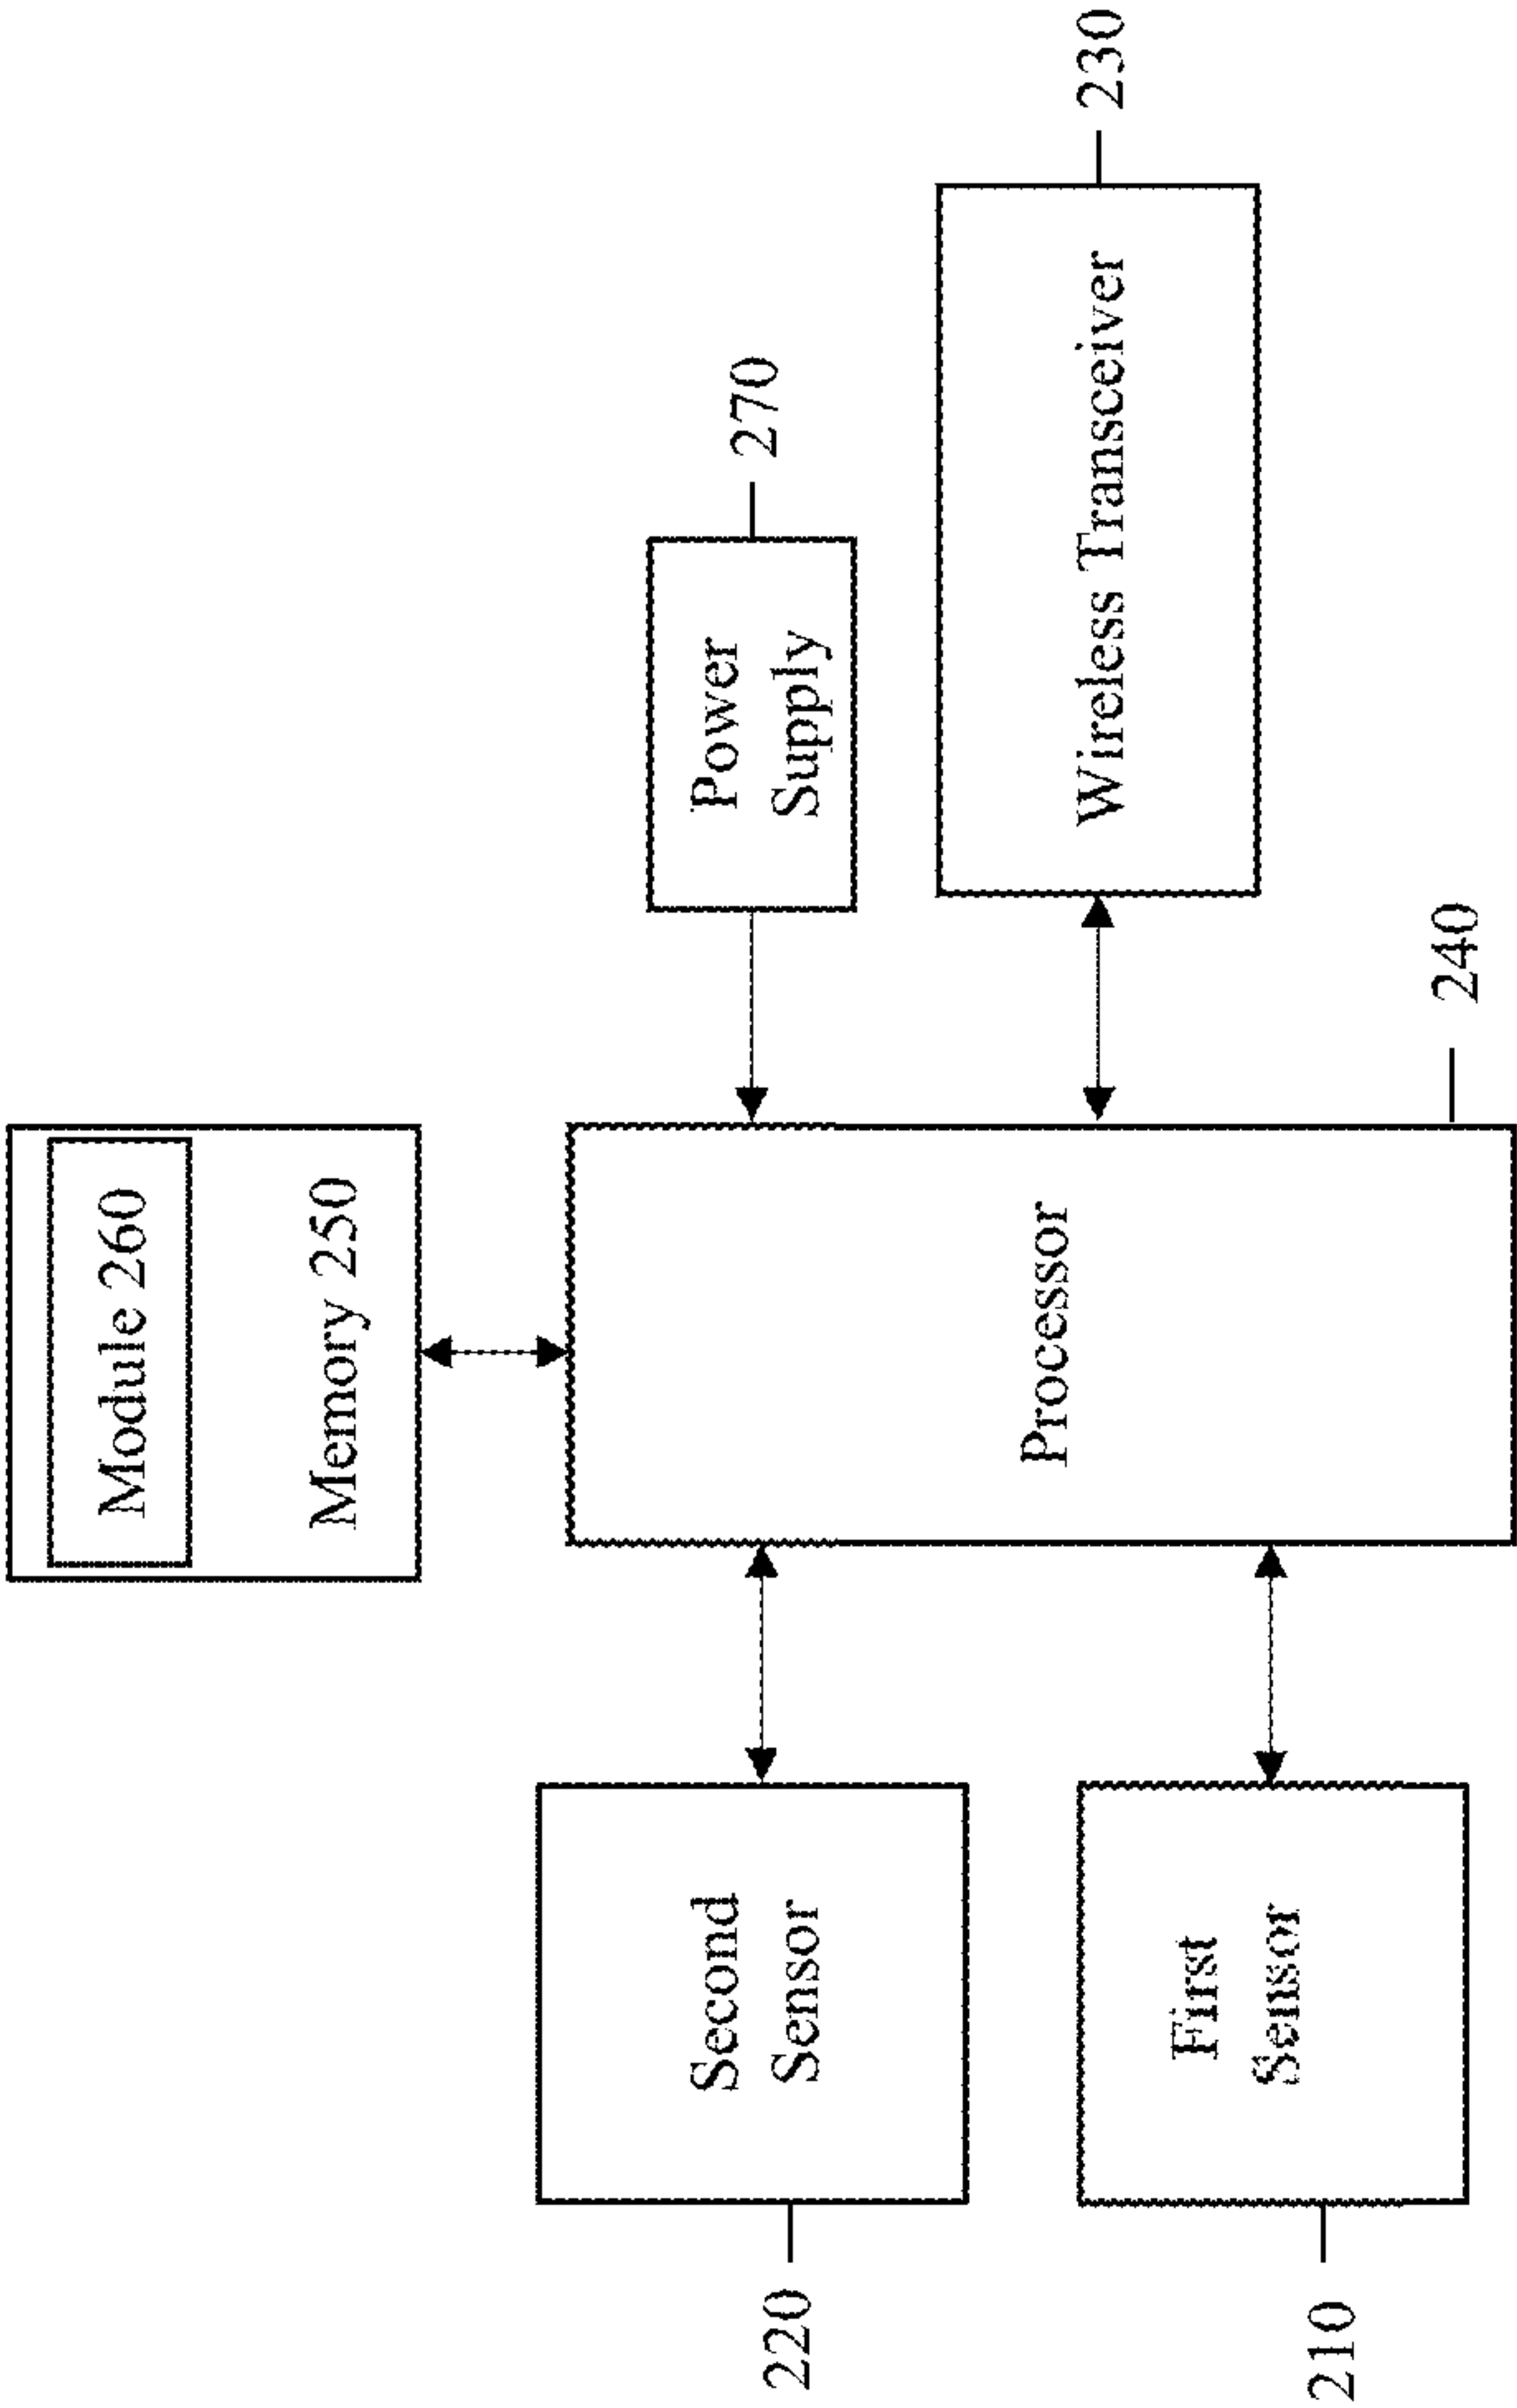 Module 260
Memory 250
220
Second
Sensor
Power
Supply
270
Processor
Wireless Transceiver
230
210
First
Sensor
240